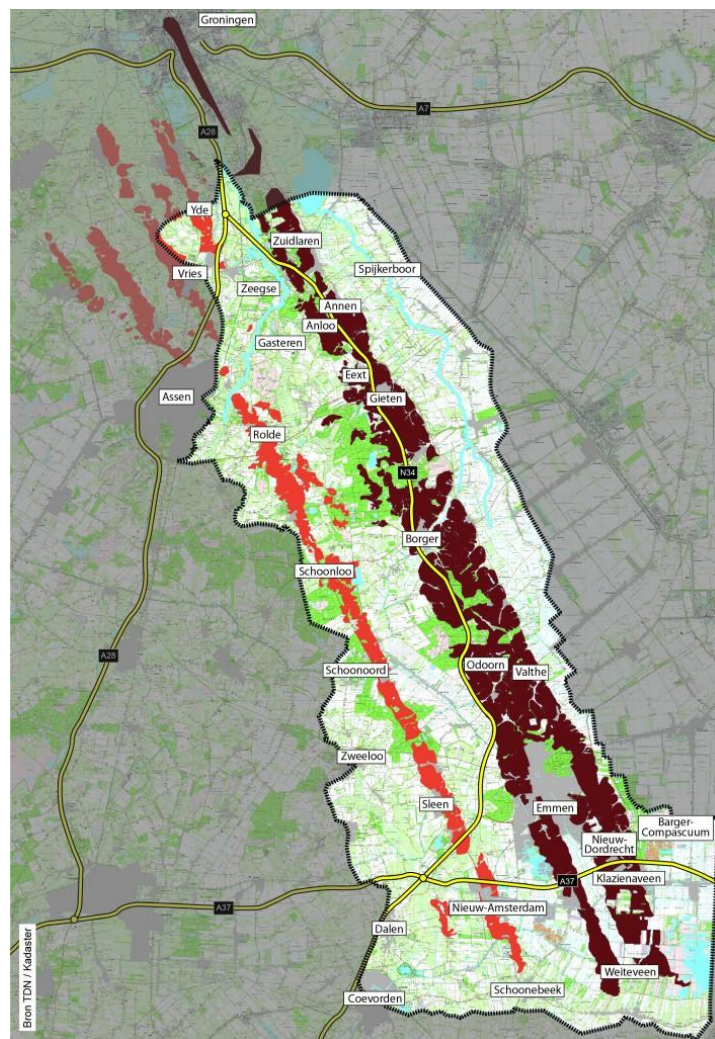 Groningen
A7
A28
Yde
Zuidlaren
Vries
Spijkerboor
Zeegse
Annen
Anloo
Gasteren
Eext
Assen
Gieten
Rolde
N34
Borger
Schoonloo
A28
Schoonoord
Odoorn
Valthe
Zweeloo
Sleen
Emmen
Barger-
Compascuum
Nieuw-
Dordrecht
Klazienaveen
A37
A37
Nieuw-Amsterdam
Dalen
Weiteveen
Schoonebeek
Coevorden
Bron TDN / Kadaster